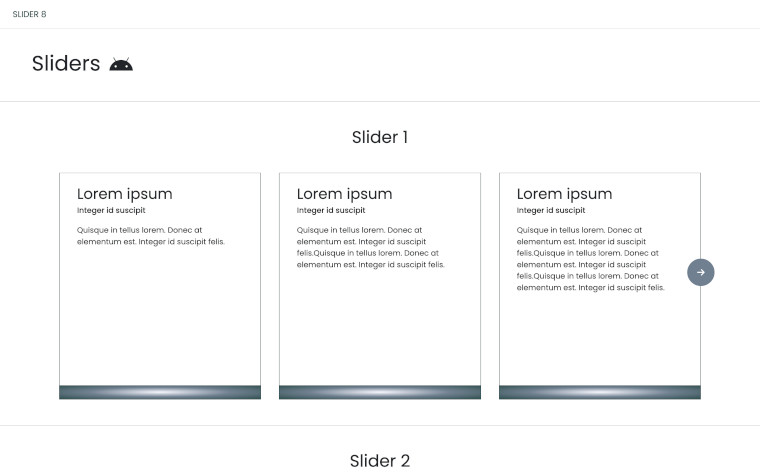 SLIDER 8
Sliders
Slider 1
Lorem ipsum
Integer id suscipit
Quisque in tellus lorem. Donec at
elementum est. Integer id suscipit felis.
Lorem ipsum
Integer id suscipit
Quisque in tellus lorem. Donec at
elementum est. Integer id suscipit
felis.Quisque in tellus lorem. Donec at
elementum est. Integer id suscipit felis.
Lorem ipsum
Integer id suscipit
Quisque in tellus lorem. Donec at
elementum est. Integer id suscipit
felis.Quisque in tellus lorem. Donec at
elementum est. Integer id suscipit
felis.Quisque in tellus lorem. Donec at
elementum est. Integer id suscipit felis.
Slider 2